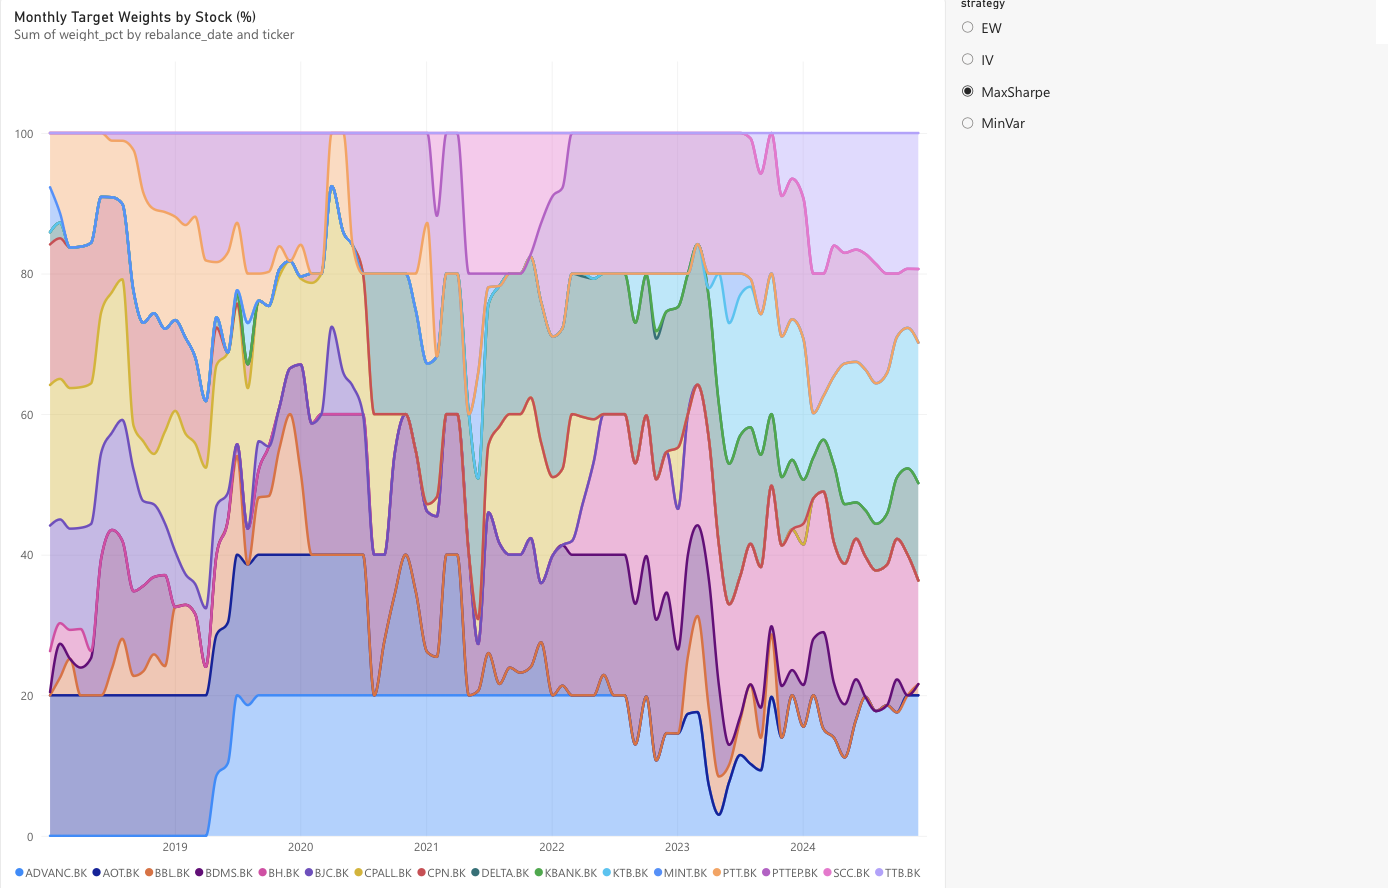 Monthly Target Weights by Stock (%)
Sum of weight_pct by rebalance_date and ticker
100
80
60
40
20
0
2019 2020 2021 2022 2023 2024
ADVANC.BK AOT.BK BBL.BK BDMS.BK BH.BK BJC.BK CPALL.BK CPN.BK DELTA.BK KBANK.BK KTB.BK MINT.BK PTT.BK PTTEP.BK SCC.BK TTB.BK
strategy
EW
IV
MaxSharpe
MinVar